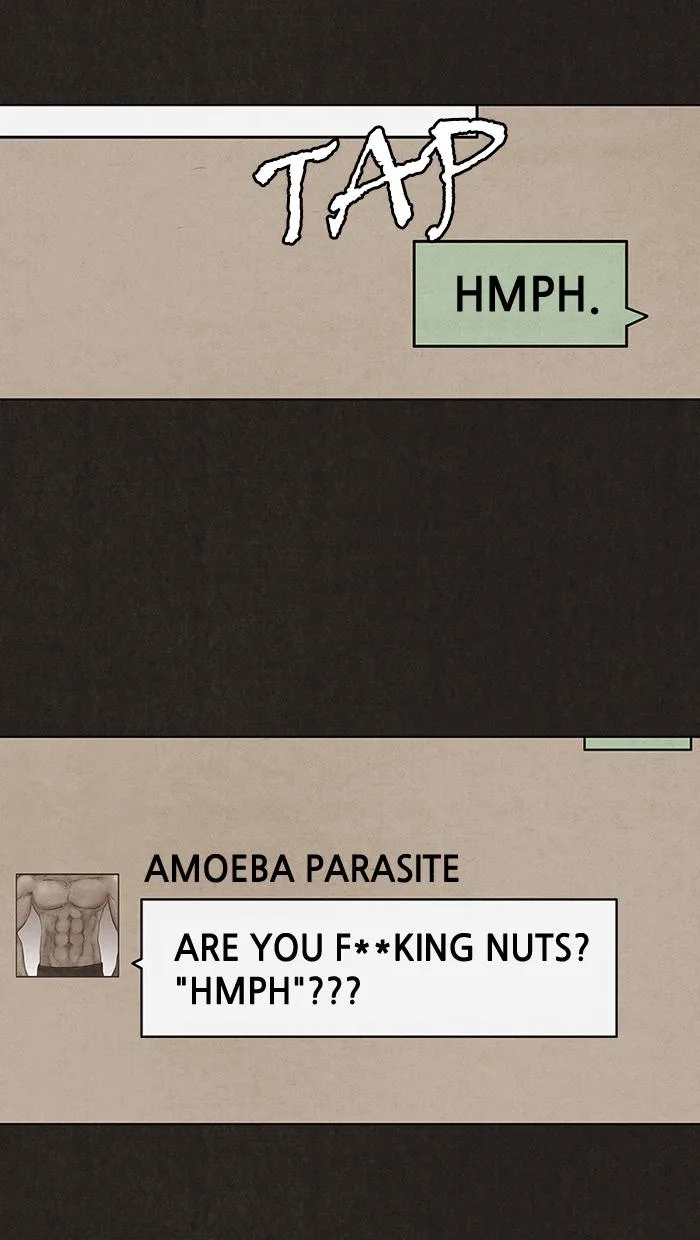 TAP
HMPH.
AMOEBA PARASITE
ARE YOU F**KING NUTS?
"HMPH"???